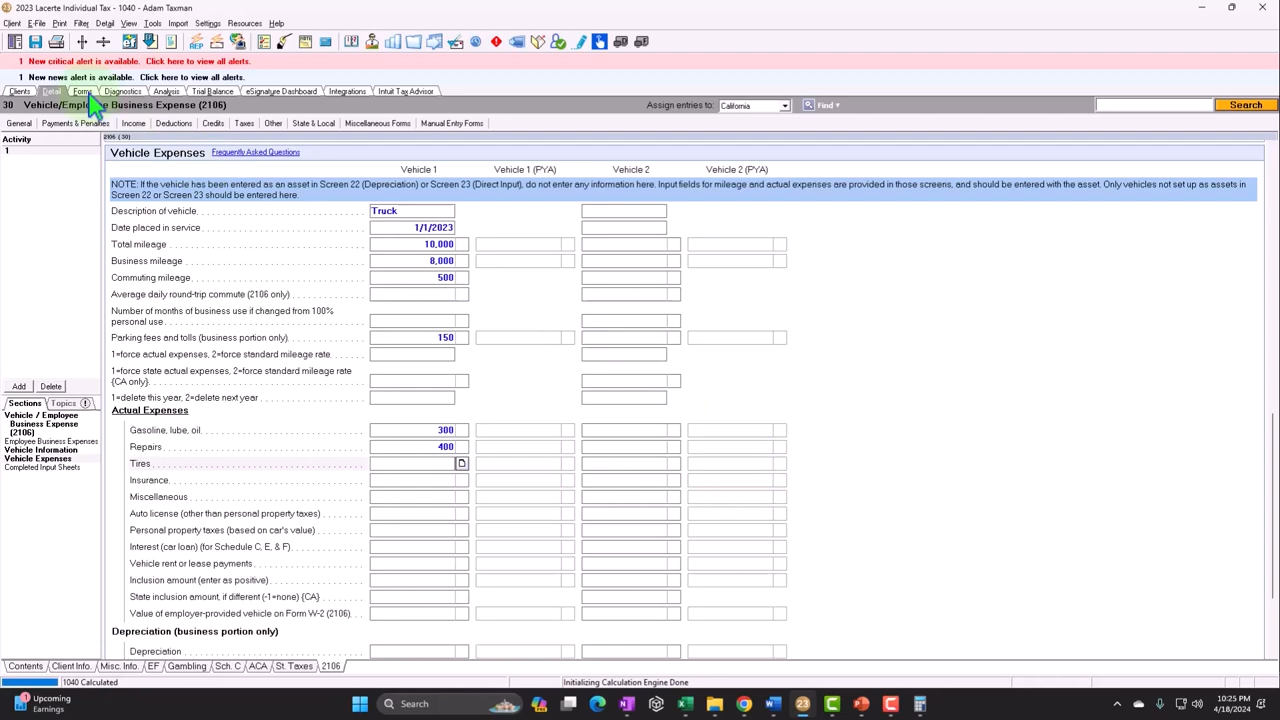 2023 Lacerte Individual Tax - 1040 - Adam Taxman
Client E-File Print Filter Detail View Tools Settings Resources Help
1 New critical alert is available. Click here to view all alerts.
1 New news alert is available. Click here to view all alerts.
Clients Detail Forms Diagnostics Analysis Trial Balance eSignature Dashboard Integrations Intuit Tax Advisor
30 Vehicle/Employee Business Expense (2106) Assign entries to: California Find Search
General Payments & Penalties Income Deductions Credits Taxes Other State & Local Miscellaneous Forms Manual Entry Forms
Activity
1
Add Delete
Sections Topics
Vehicle / Employee
Business Expense
(2106)
Employee Business Expenses
Vehicle Information
Vehicle Expenses
Completed Input Sheets
2106 (30)
Vehicle Expenses Frequently Asked Questions
Vehicle 1 Vehicle 1 (PYA) Vehicle 2 Vehicle 2 (PYA)
NOTE: If the vehicle has been entered as an asset in Screen 22 (Depreciation) or Screen 23 (Direct Input), do not enter any information here. Input fields for mileage and actual expenses are provided in those screens, and should be entered with the asset. Only vehicles not set up as assets in
Screen 22 or Screen 23 should be entered here.
Description of vehicle Truck
Date placed in service 1/1/2023
Total mileage 10,000
Business mileage 8,000
Commuting mileage 500
Average daily round-trip commute (2106 only)
Number of months of business use if changed from 100%
personal use
Parking fees and tolls (business portion only) 150
1=force actual expenses, 2=force standard mileage rate
1=force state actual expenses, 2=force standard mileage rate
{CA only}
1=delete this year, 2=delete next year
Actual Expenses
Gasoline, lube, oil 300
Repairs 400
Tires
Insurance
Miscellaneous
Auto license (other than personal property taxes)
Personal property taxes (based on car's value)
Interest (car loan) (for Schedule C, E, & F)
Vehicle rent or lease payments
Inclusion amount (enter as positive)
State inclusion amount, if different (-1=none) {CA}
Value of employer-provided vehicle on Form W-2 (2106)
Depreciation (business portion only)
Depreciation
Contents Client Info. Misc. Info. EF Gambling Sch. C ACA St. Taxes 2106
1040 Calculated Initializing Calculation Engine Done
Upcoming
Earnings
Search
10:25 PM
4/18/2024